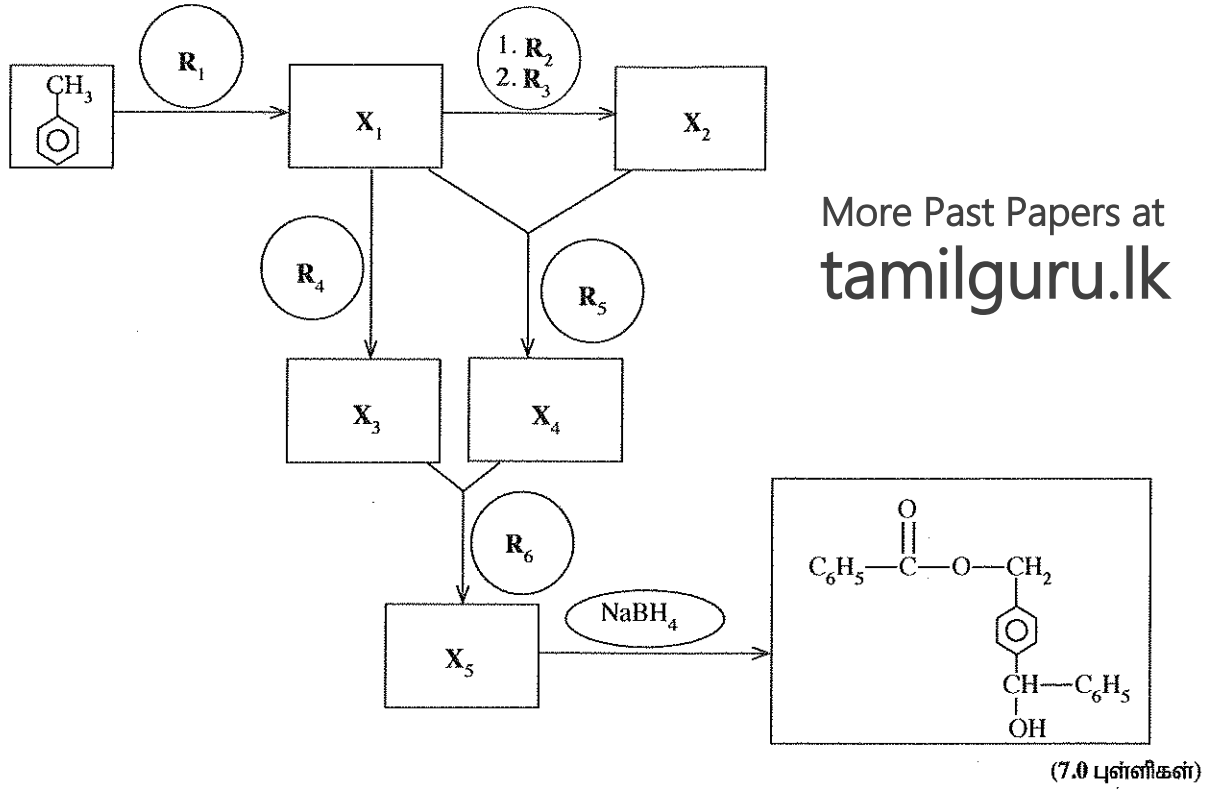 CH₃
R₁
X₁
1. R₂
2. R₃
X₂
R₄
R₅
More Past Papers at
tamilguru.lk
X₃
X₄
R₆
X₅
NaBH₄
O
C₆H₅—C—O—CH₂
CH—C₆H₅
OH
(7.0 புள்ளிகள்)